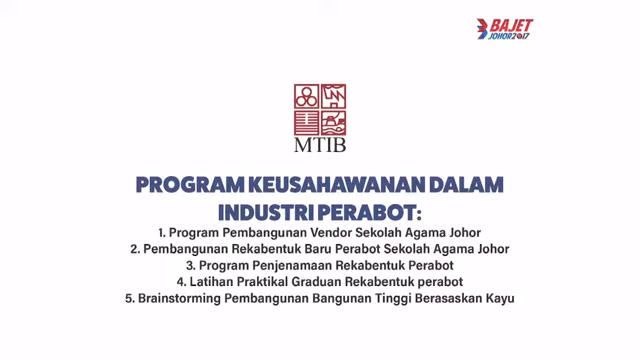 BAJET
JOHOR2017
MTIB
PROGRAM KEUSAHAWANAN DALAM
INDUSTRI PERABOT:
1. Program Pembangunan Vendor Sekolah Agama Johor
2. Pembangunan Rekabentuk Baru Perabot Sekolah Agama Johor
3. Program Penjenamaan Rekabentuk Perabot
4. Latihan Praktikal Graduan Rekabentuk perabot
5. Brainstorming Pembangunan Bangunan Tinggi Berasaskan Kayu